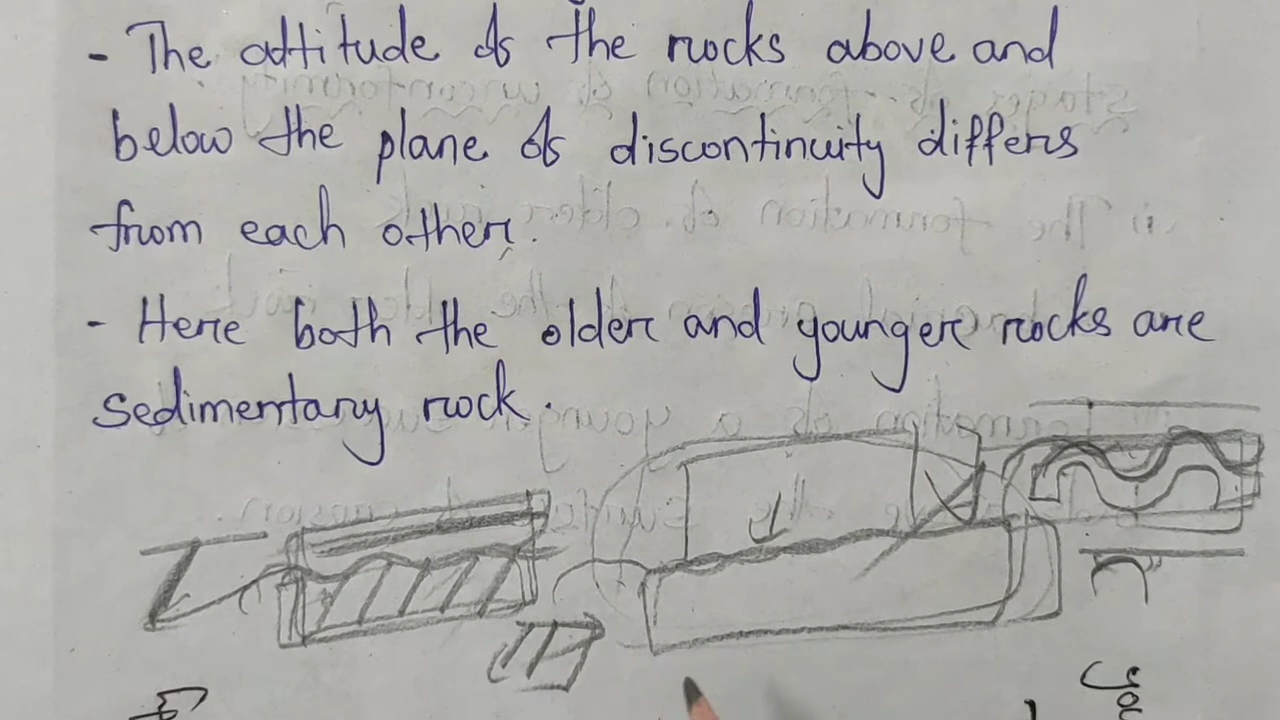 - The attitude of the rocks above and
below the plane of discontinuity differs
from each other.
- Here both the older and younger rocks are
sedimentary rock.